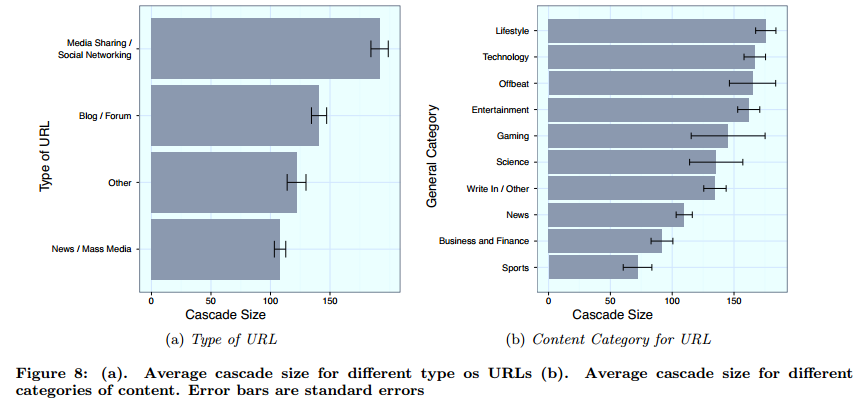 Type of URL
Media Sharing /
Social Networking
Blog / Forum
Other
News / Mass Media
0 50 100 150
Cascade Size
(a) Type of URL
General Category
Lifestyle
Technology
Offbeat
Entertainment
Gaming
Science
Write In / Other
News
Business and Finance
Sports
0 50 100 150
Cascade Size
(b) Content Category for URL
Figure 8: (a). Average cascade size for different type os URLs (b). Average cascade size for different
categories of content. Error bars are standard errors